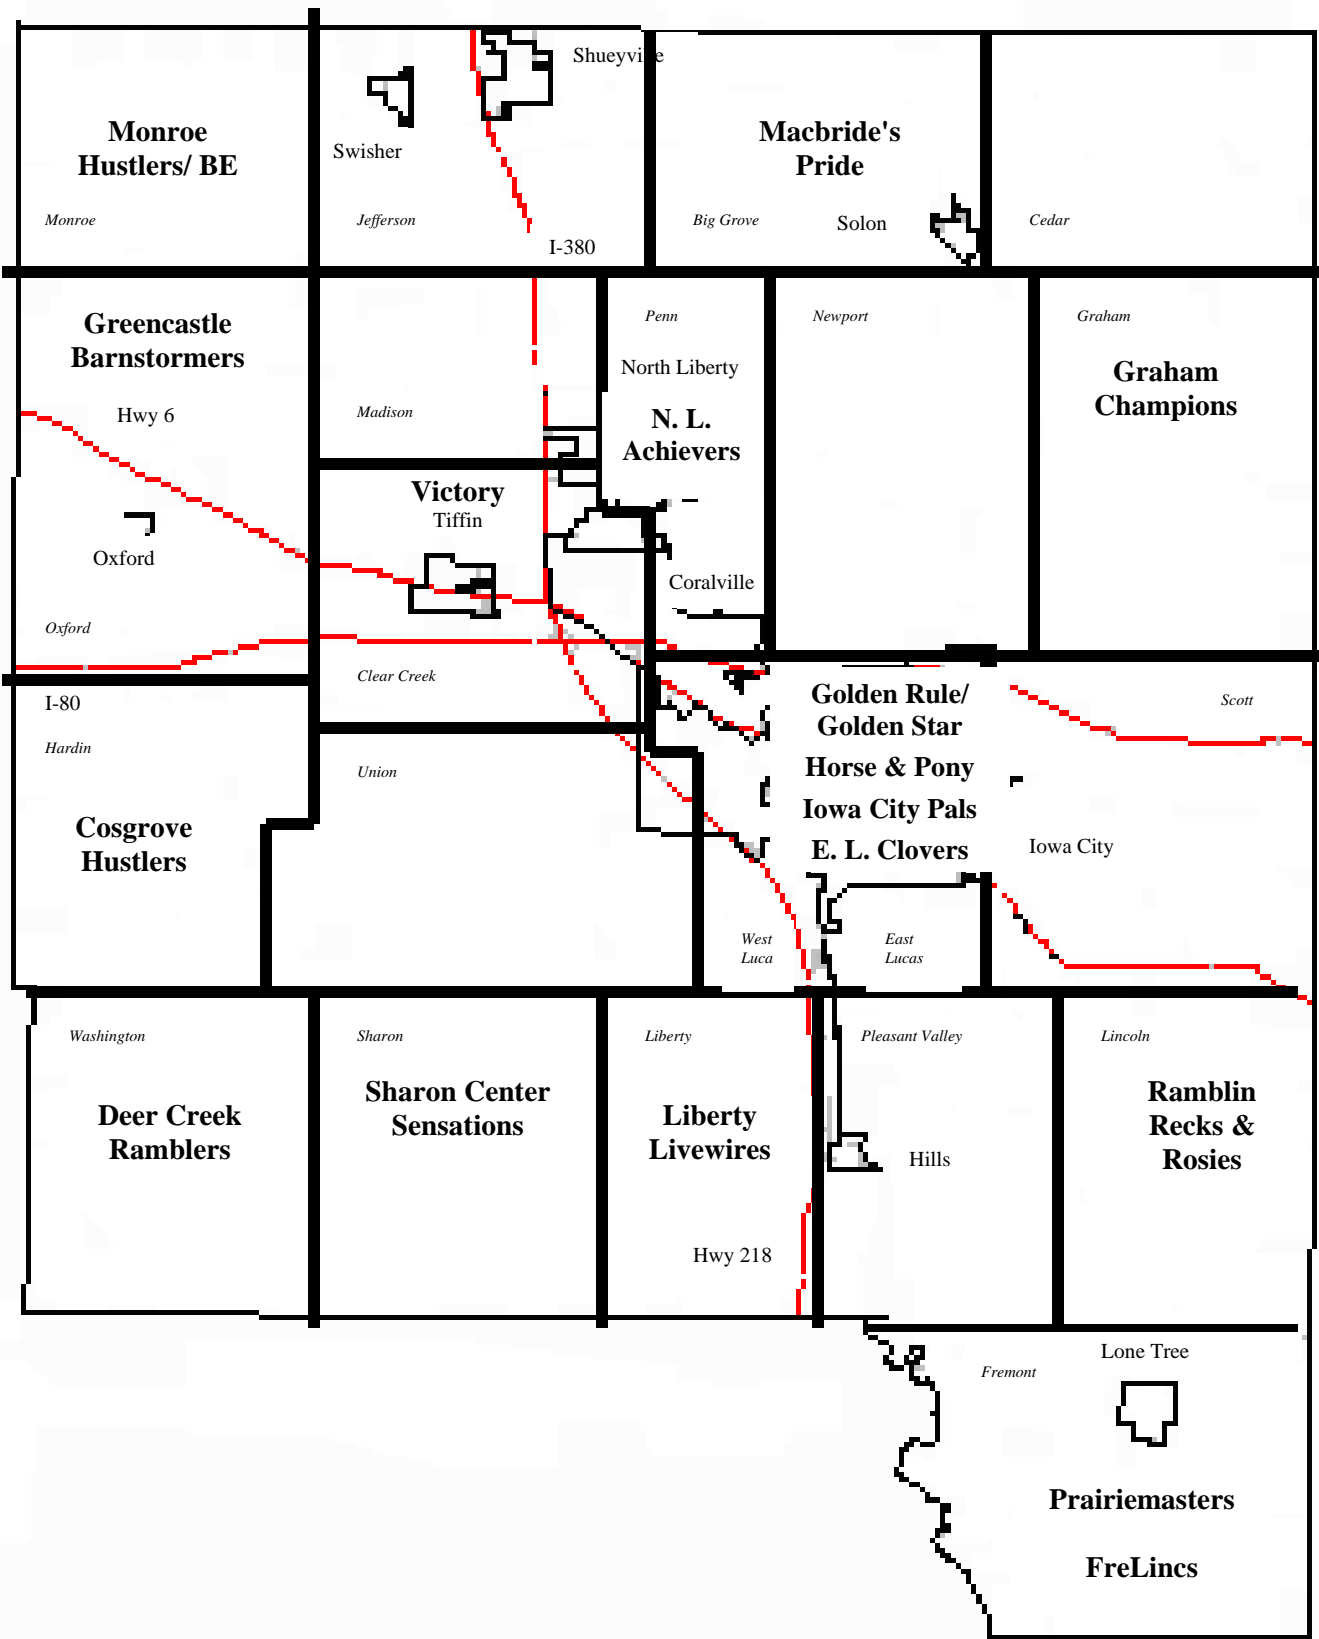 Shueyville
Monroe
Hustlers/ BE
Macbride's
Pride
Swisher
Monroe
Jefferson
Big Grove
Solon
Cedar
I-380
Greencastle
Barnstormers
Penn
Newport
Graham
North Liberty
Graham
Champions
Hwy 6
Madison
N. L.
Achievers
Victory
Tiffin
Oxford
Coralville
Oxford
Clear Creek
I-80
Golden Rule/
Golden Star
Horse & Pony
Iowa City Pals
E. L. Clovers
Scott
Hardin
Union
Cosgrove
Hustlers
Iowa City
West
Luca
East
Lucas
Washington
Sharon
Liberty
Pleasant Valley
Lincoln
Deer Creek
Ramblers
Sharon Center
Sensations
Liberty
Livewires
Ramblin
Recks &
Rosies
Hills
Hwy 218
Lone Tree
Fremont
Prairiemasters
FreLincs